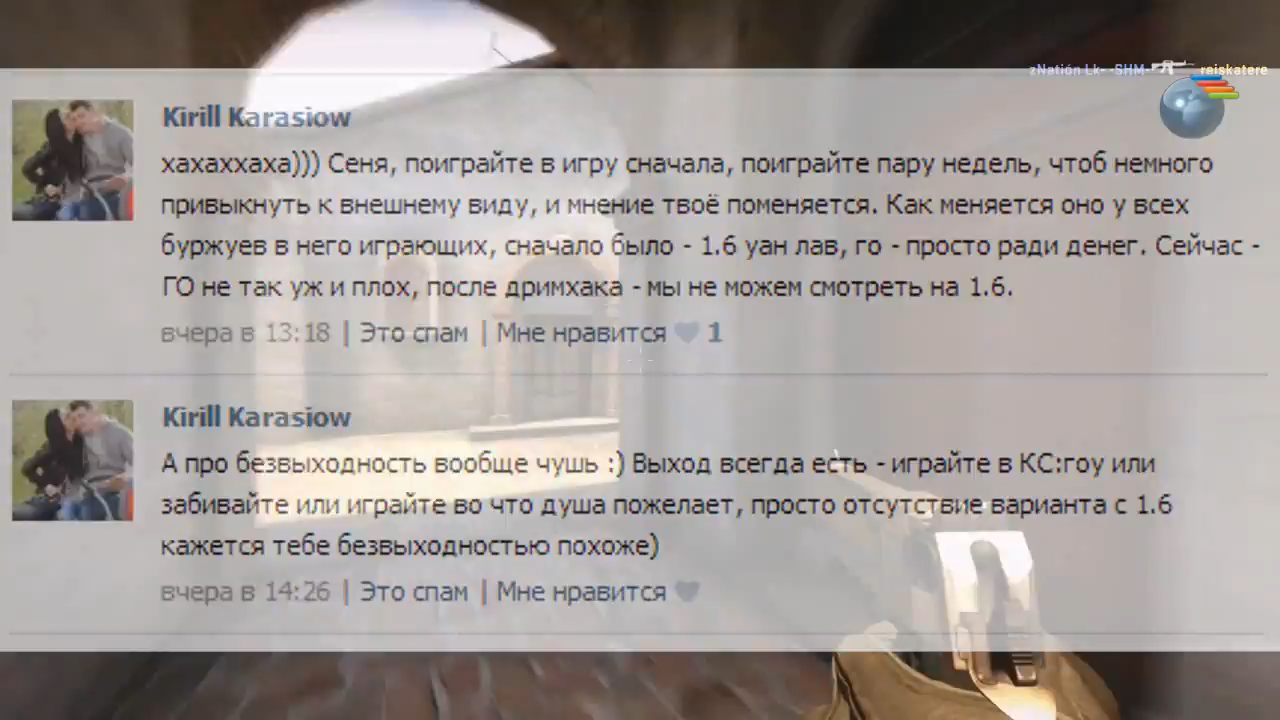 zNatión Lk- -SHM- reiskatere
Kirill Karasiow
хахаххаха))) Сеня, поиграйте в игру сначала, поиграйте пару недель, чтоб немного
привыкнуть к внешнему виду, и мнение твоё поменяется. Как меняется оно у всех
буржуев в него играющих, сначало было - 1.6 уан лав, го - просто ради денег. Сейчас -
ГО не так уж и плох, после дримхака - мы не можем смотреть на 1.6.
вчера в 13:18 | Это спам | Мне нравится 1
Kirill Karasiow
А про безвыходность вообще чушь :) Выход всегда есть - играйте в КС:гоу или
забивайте или играйте во что душа пожелает, просто отсутствие варианта с 1.6
кажется тебе безвыходностью похоже)
вчера в 14:26 | Это спам | Мне нравится